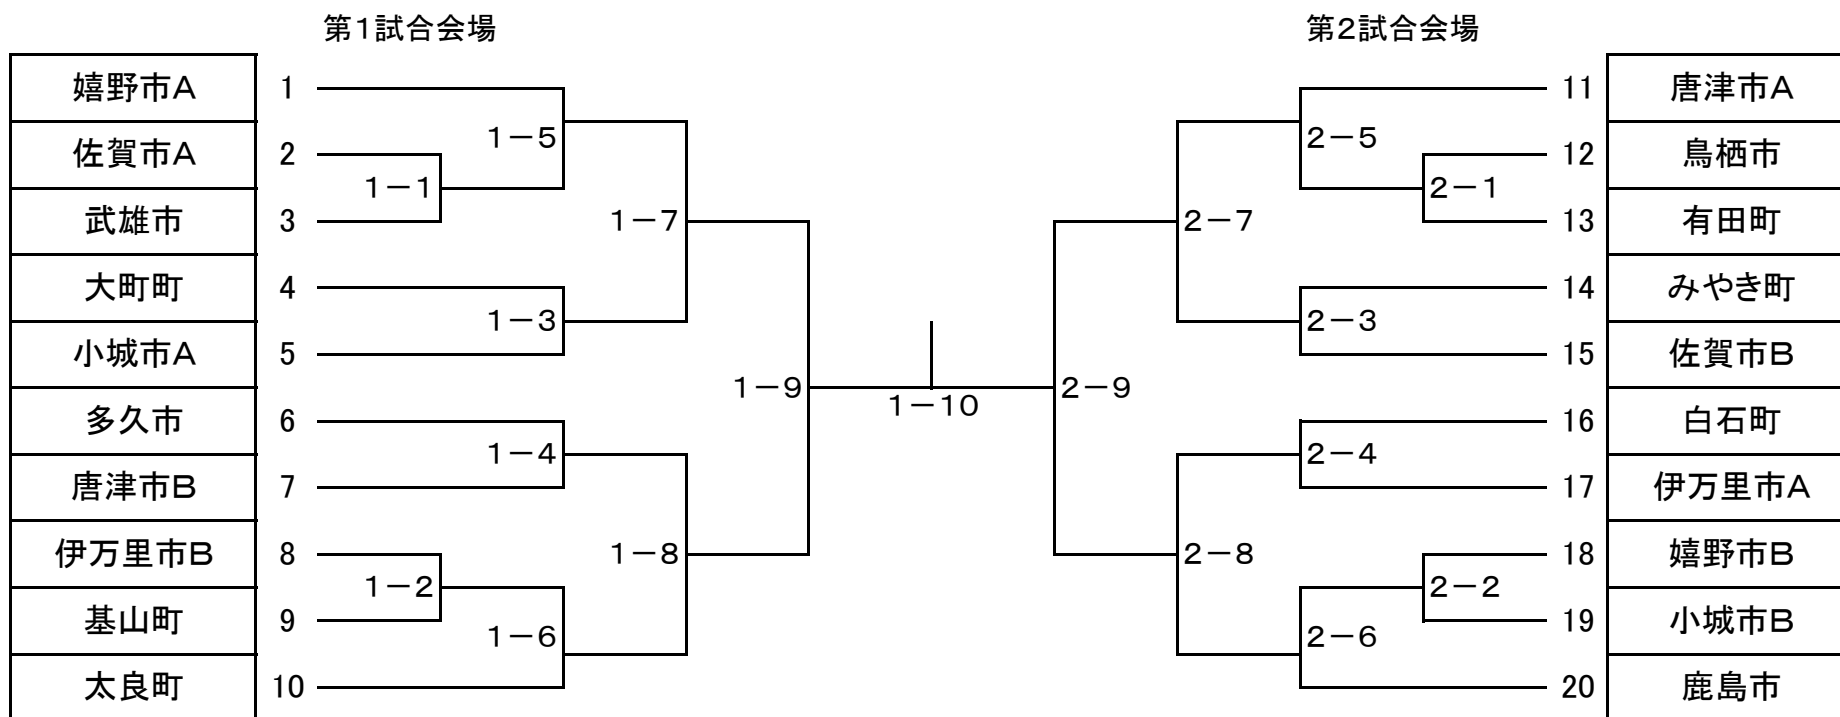 第1試合会場 第2試合会場
嬉野市A 1 11 唐津市A
1－5 2－5
佐賀市A 2 12 鳥栖市
1－1 2－1
武雄市 3 1－7 2－7 13 有田町
大町町 4 14 みやき町
1－3 2－3
小城市A 5 15 佐賀市B
1－9 1－10 2－9
多久市 6 16 白石町
1－4 2－4
唐津市B 7 17 伊万里市A
伊万里市B 8 1－8 2－8 18 嬉野市B
1－2 2－2
基山町 9 19 小城市B
1－6 2－6
太良町 10 20 鹿島市